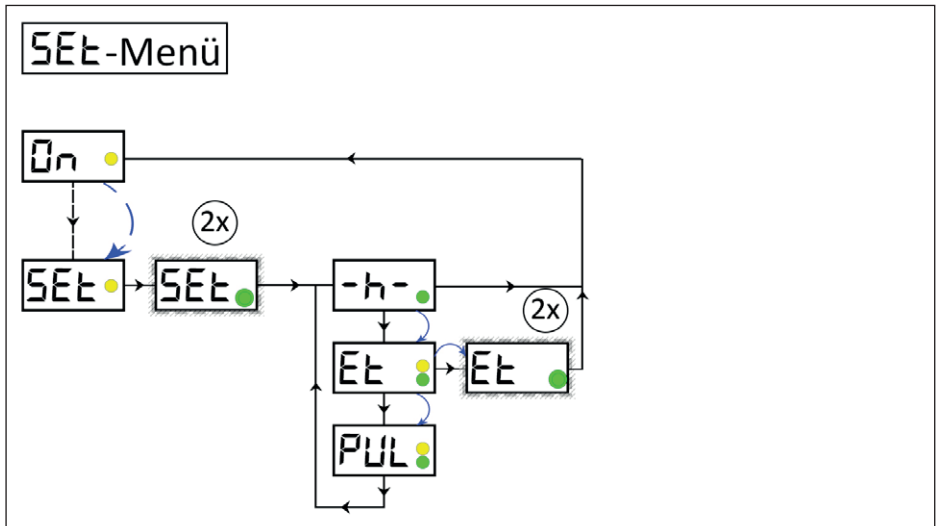 SEt-Menü
On
2x
SEt
SEt
-h-
2x
Et
Et
PUL